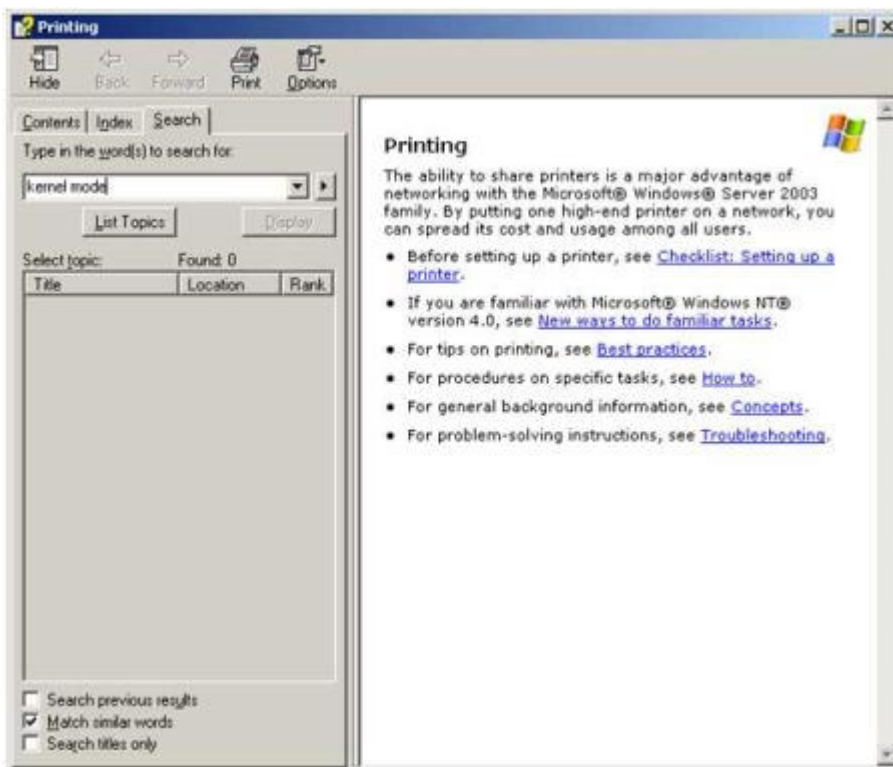 Printing
Hide Back Forward Print Options
Contents Index Search
Type in the word(s) to search for:
kernel mode
List Topics Display
Select topic: Found: 0
Title Location Rank
Search previous results
Match similar words
Search titles only
Printing
The ability to share printers is a major advantage of
networking with the Microsoft® Windows® Server 2003
family. By putting one high-end printer on a network, you
can spread its cost and usage among all users.
• Before setting up a printer, see Checklist: Setting up a
printer.
• If you are familiar with Microsoft® Windows NT®
version 4.0, see New ways to do familiar tasks.
• For tips on printing, see Best practices.
• For procedures on specific tasks, see How to.
• For general background information, see Concepts.
• For problem-solving instructions, see Troubleshooting.